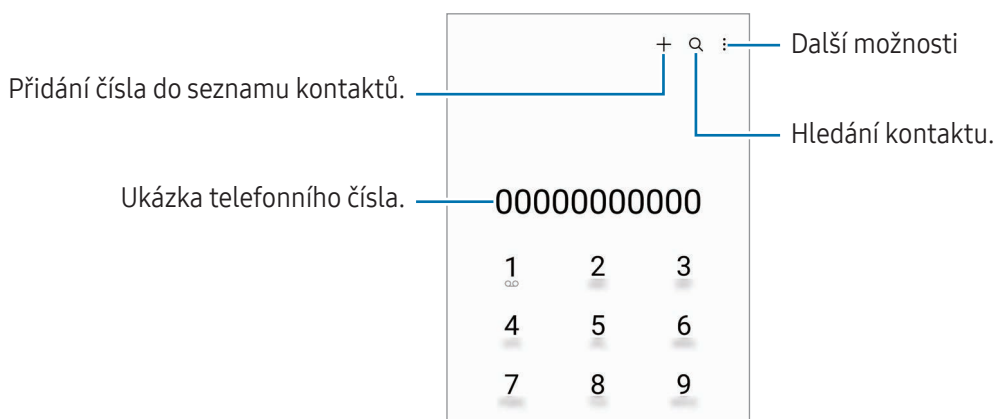 Další možnosti
Přidání čísla do seznamu kontaktů.
Hledání kontaktu.
Ukázka telefonního čísla.
00000000000
1 2 3
4 5 6
7 8 9